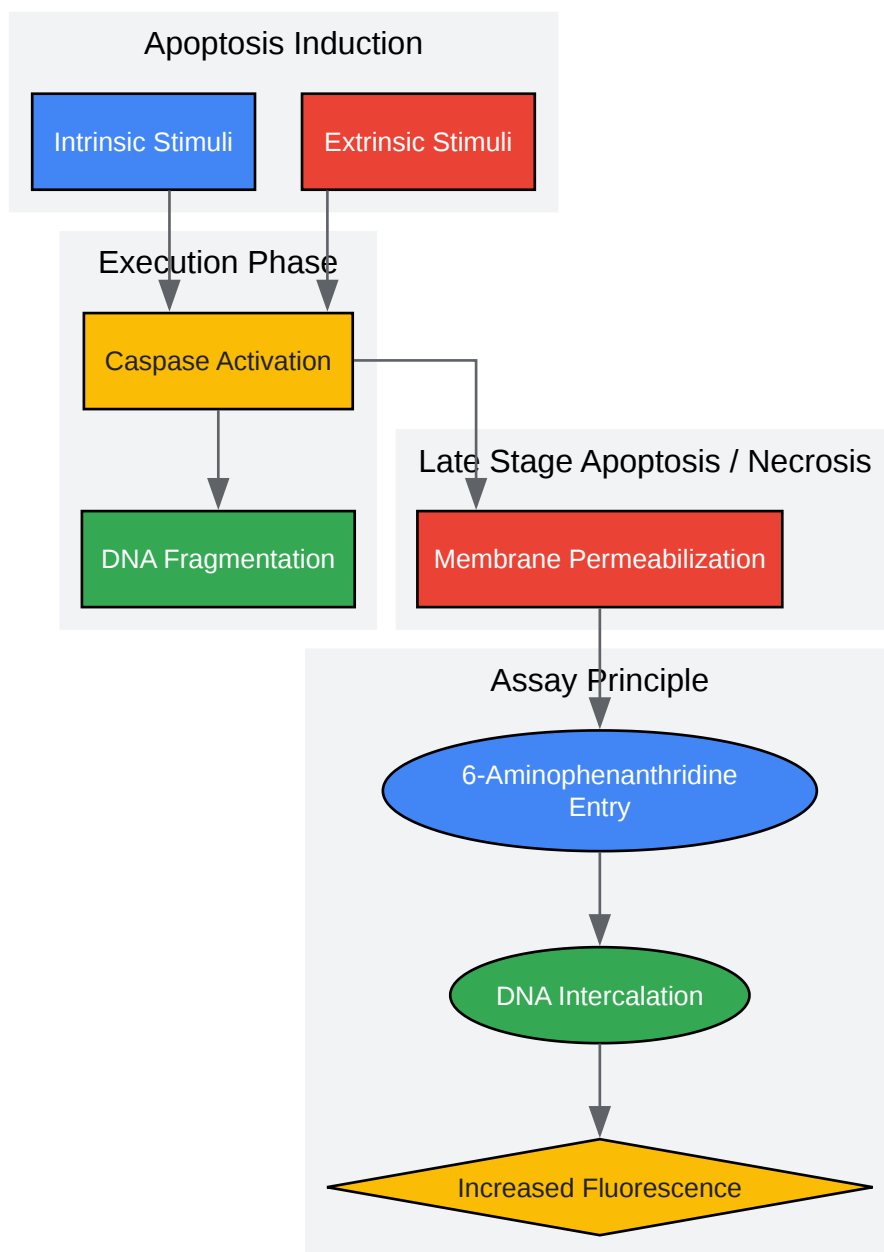 Apoptosis Induction
Intrinsic Stimuli
Extrinsic Stimuli
Execution Phase
Caspase Activation
DNA Fragmentation
Late Stage Apoptosis / Necrosis
Membrane Permeabilization
Assay Principle
6-Aminophenanthridine
Entry
DNA Intercalation
Increased Fluorescence